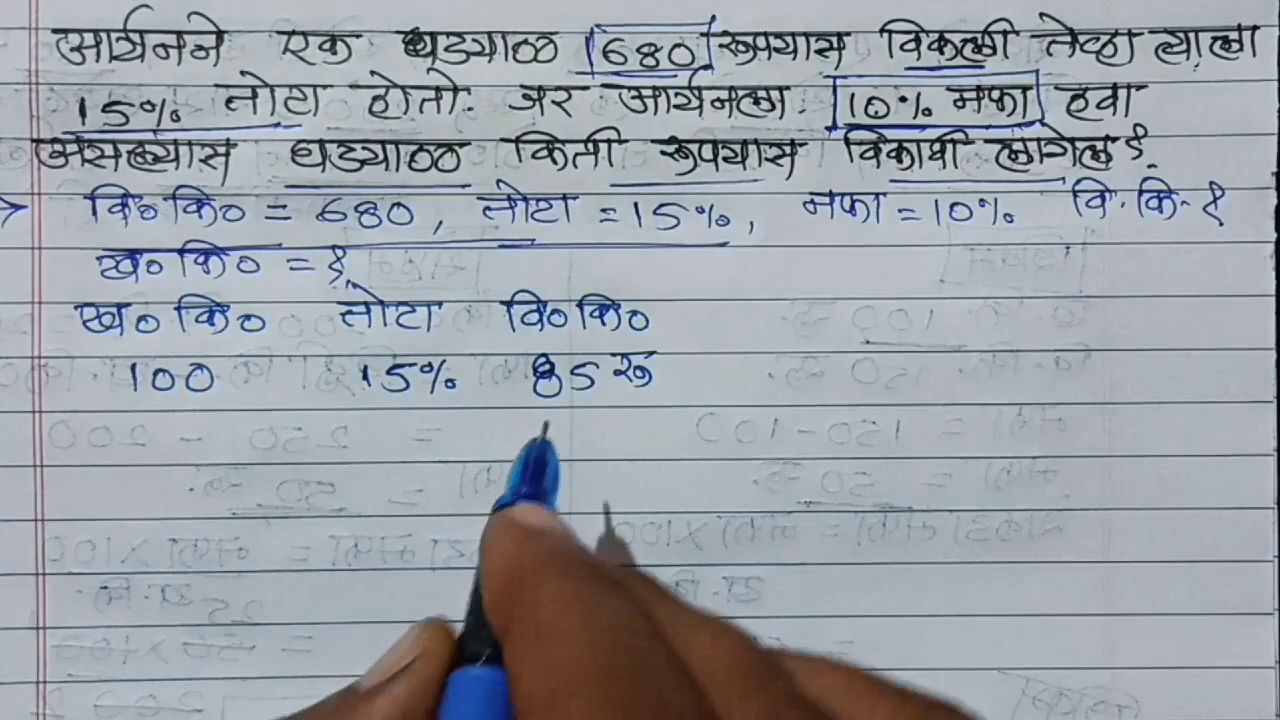 आर्यनने एक घड्याळ 680 रूपयास विकली तेव्हा त्याला
15% तोटा होतो. जर आर्यनला 10% नफा हवा
असल्यास घड्याळ किती रूपयास विकावी लागेल ?
वि० कि० = 680, तोटा = 15%, नफा = 10% वि. कि. ?
ख० कि० = ?
ख० कि० तोटा वि० कि०
100 15% 85 रू